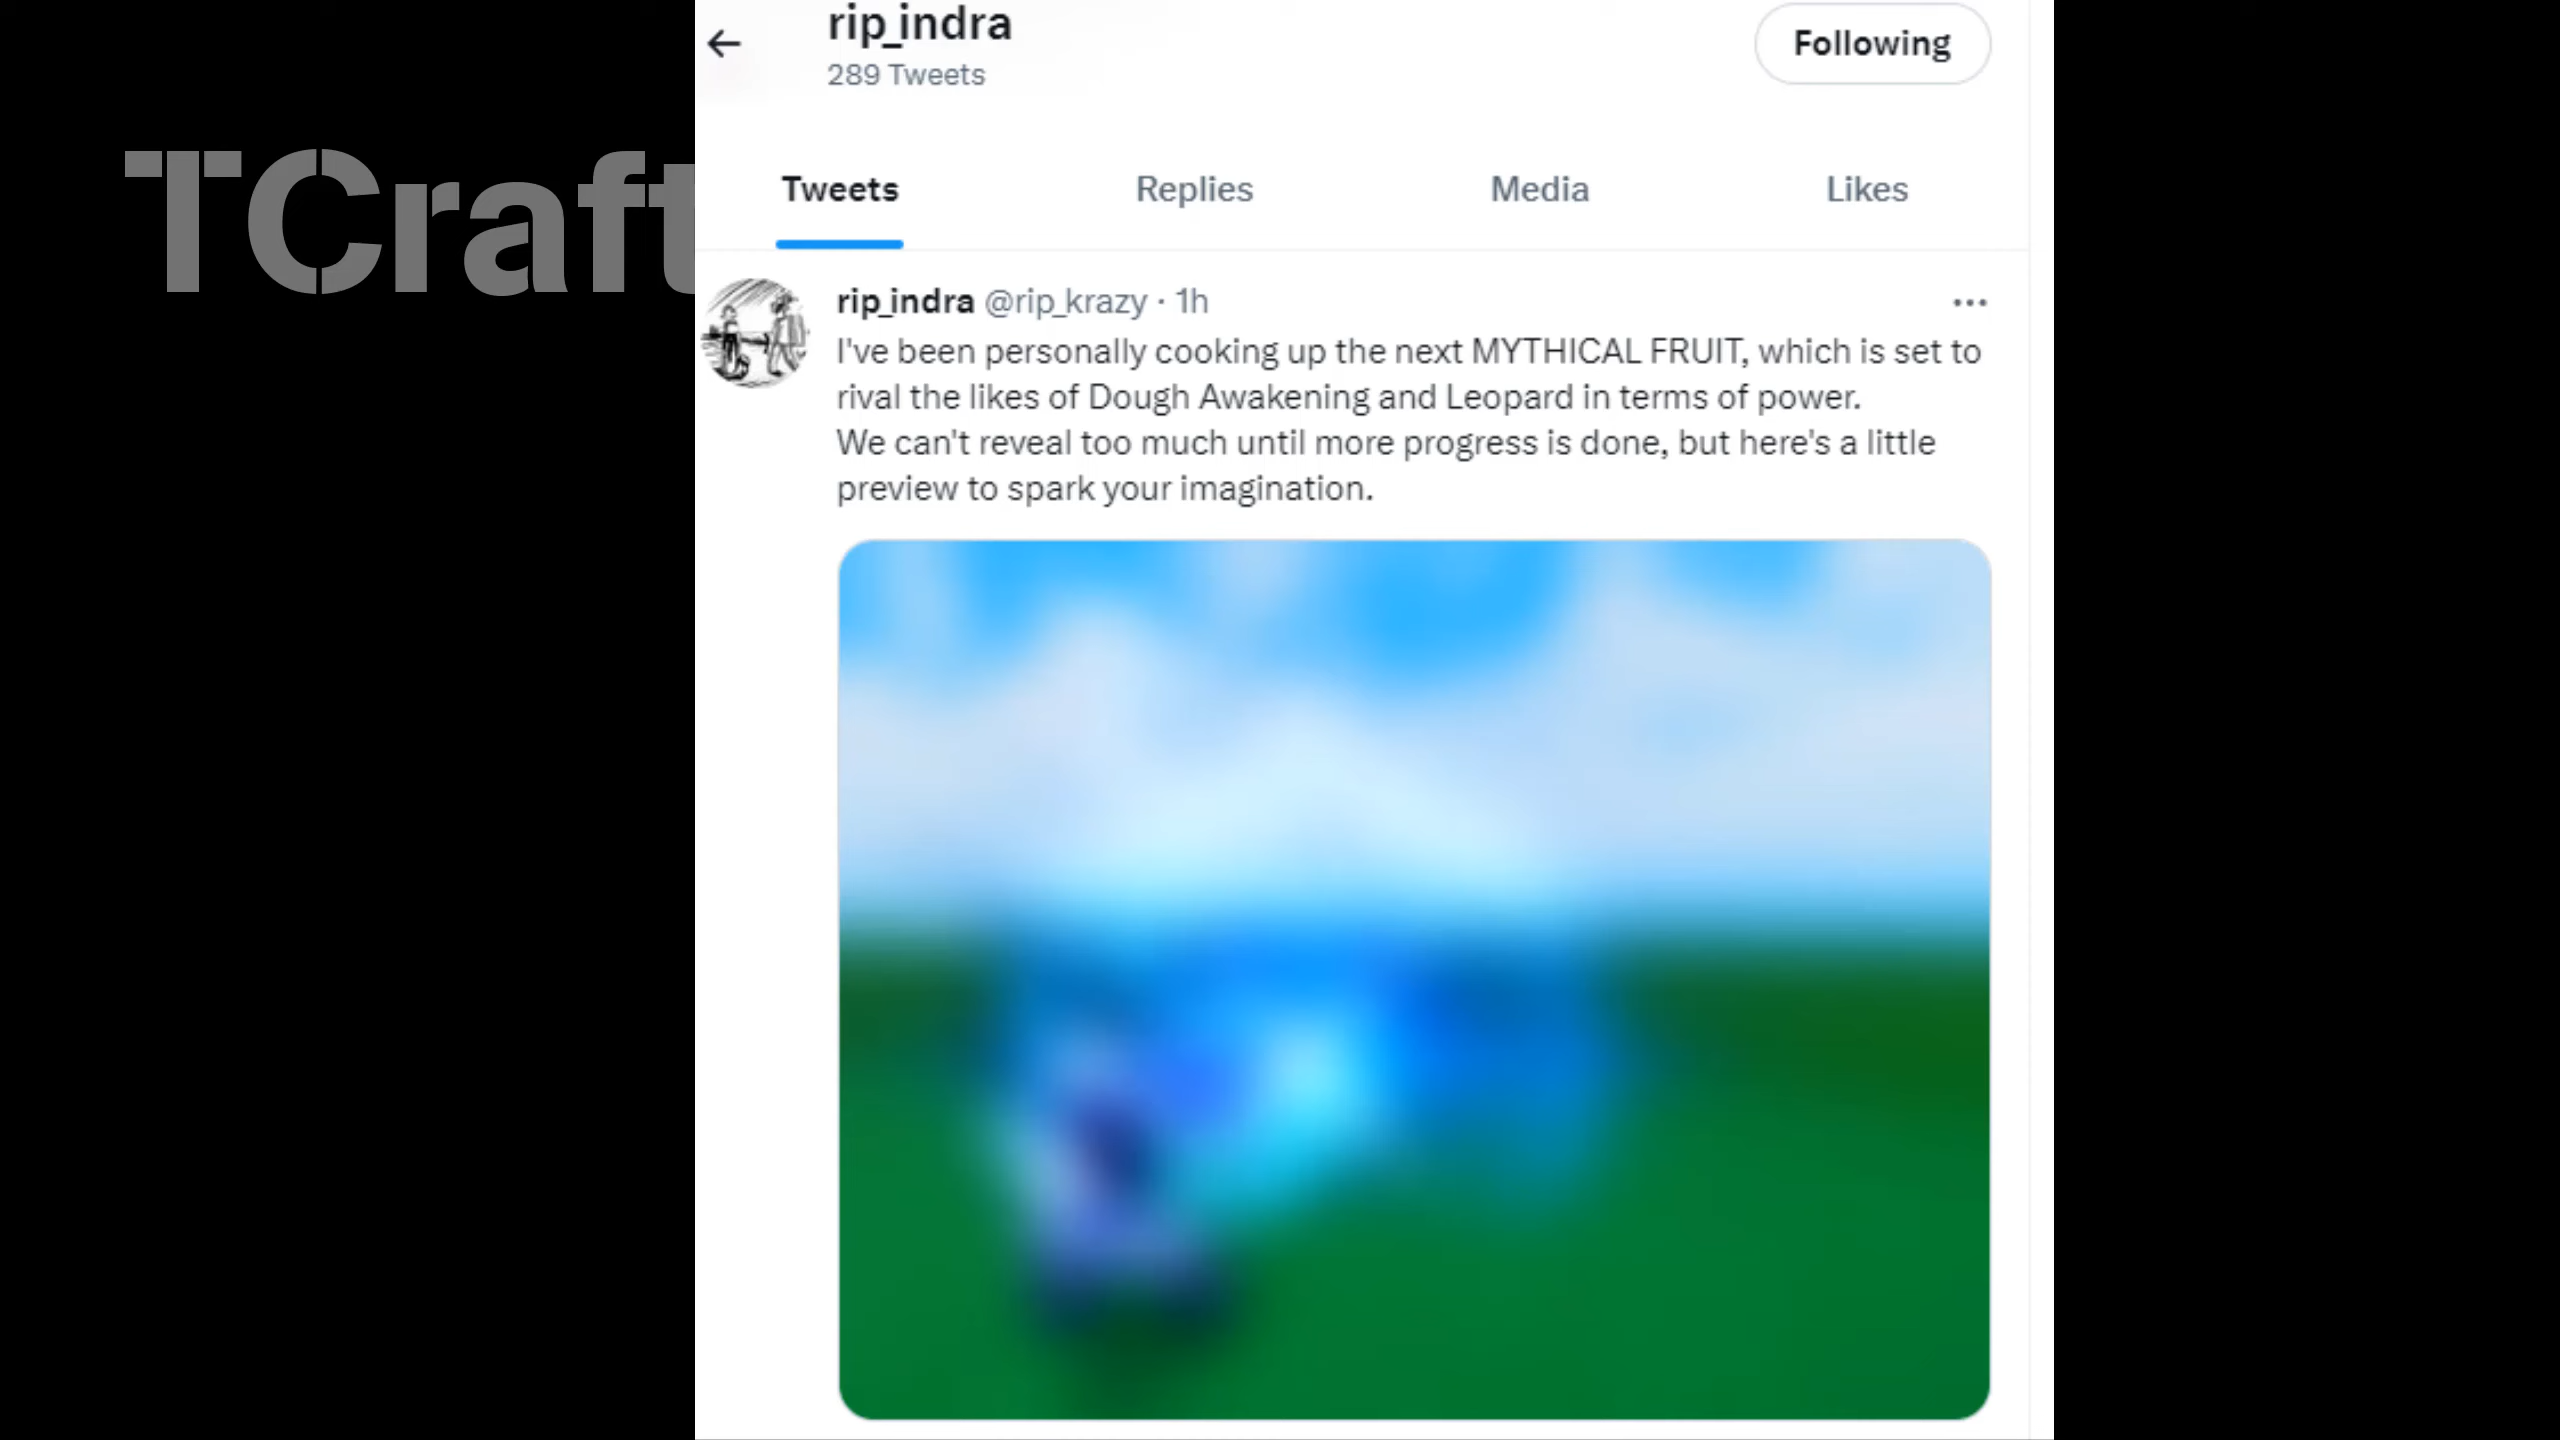 rip_indra
289 Tweets
Following
TCraft
Tweets Replies Media Likes
rip_indra @rip_krazy · 1h
I've been personally cooking up the next MYTHICAL FRUIT, which is set to
rival the likes of Dough Awakening and Leopard in terms of power.
We can't reveal too much until more progress is done, but here's a little
preview to spark your imagination.